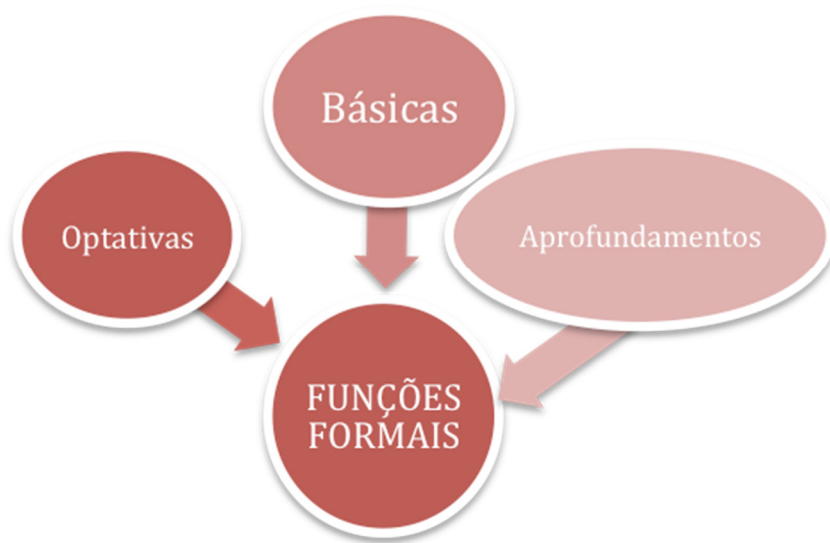 Básicas
Optativas
Aprofundamentos
FUNÇÕES
FORMAIS